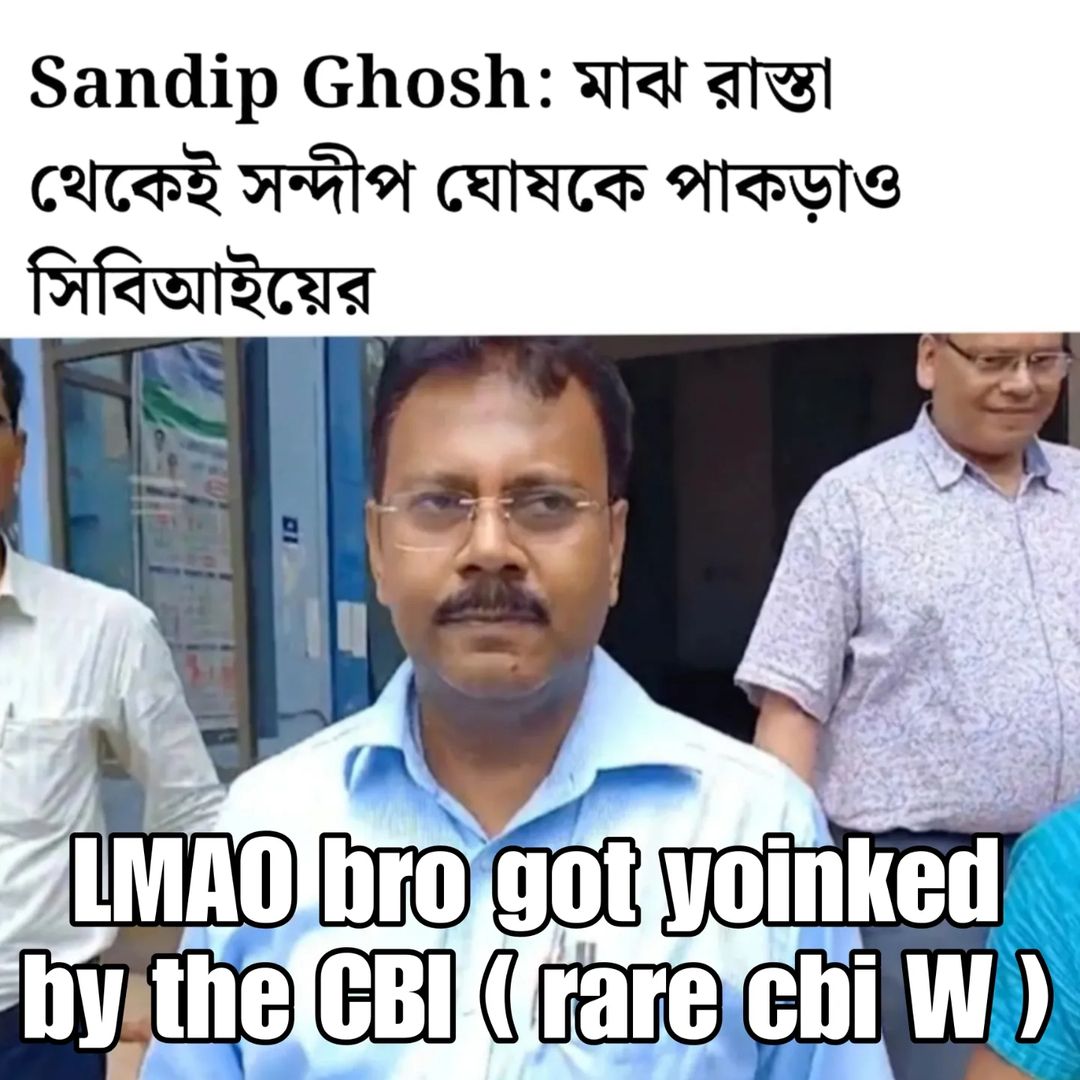 Sandip Ghosh: মাঝ রাস্তা
থেকেই সন্দীপ ঘোষকে পাকড়াও
সিবিআইয়ের
LMAO bro got yoinked
by the CBI ( rare cbi W )